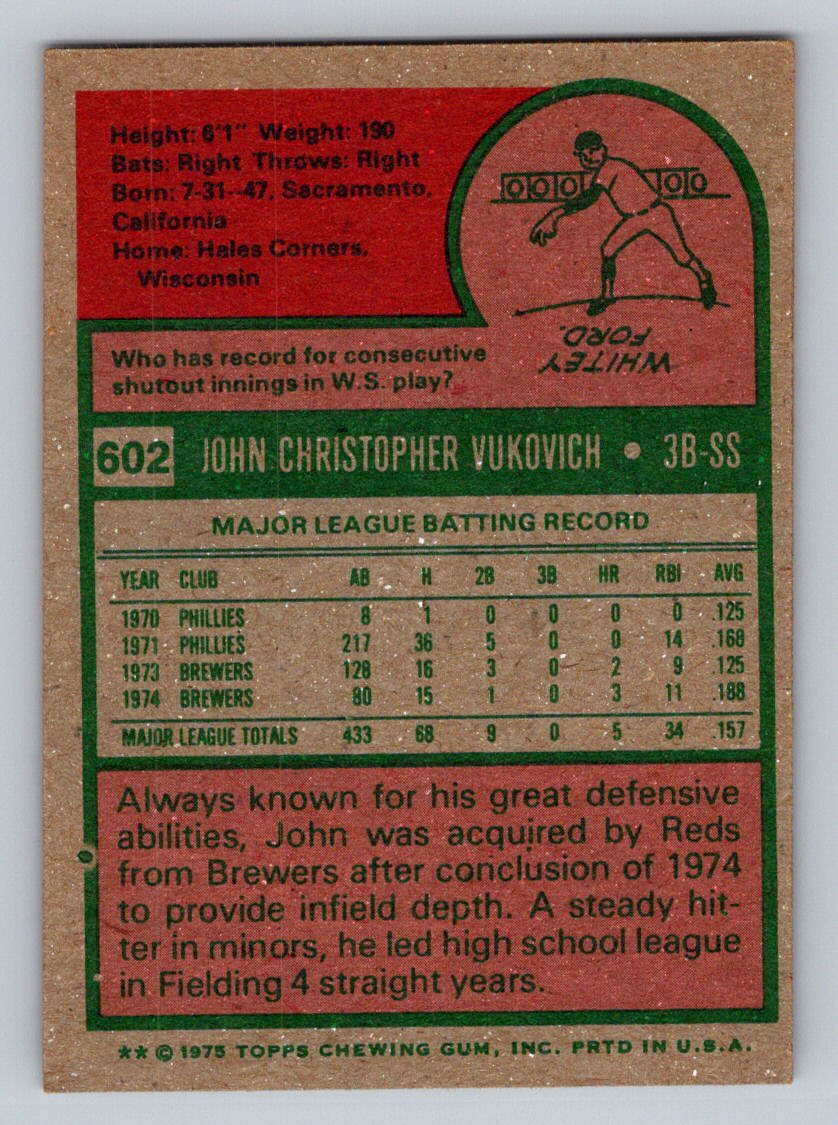 Height: 6'1" Weight: 190
Bats: Right Throws: Right
Born: 7-31-47, Sacramento,
California
Home: Hales Corners,
Wisconsin
0 0 0 0 0 0
WHITEY
FORD.
Who has record for consecutive
shutout innings in W.S. play?
602 JOHN CHRISTOPHER VUKOVICH • 3B-SS
MAJOR LEAGUE BATTING RECORD
YEAR CLUB AB H 2B 3B HR RBI AVG
1970 PHILLIES 8 1 0 0 0 0 .125
1971 PHILLIES 217 36 5 0 0 14 .168
1973 BREWERS 128 16 3 0 2 9 .125
1974 BREWERS 80 15 1 0 3 11 .188
MAJOR LEAGUE TOTALS 433 68 9 0 5 34 .157
Always known for his great defensive
abilities, John was acquired by Reds
from Brewers after conclusion of 1974
to provide infield depth. A steady hit-
ter in minors, he led high school league
in Fielding 4 straight years.
** © 1975 TOPPS CHEWING GUM, INC. PRTD IN U.S.A.